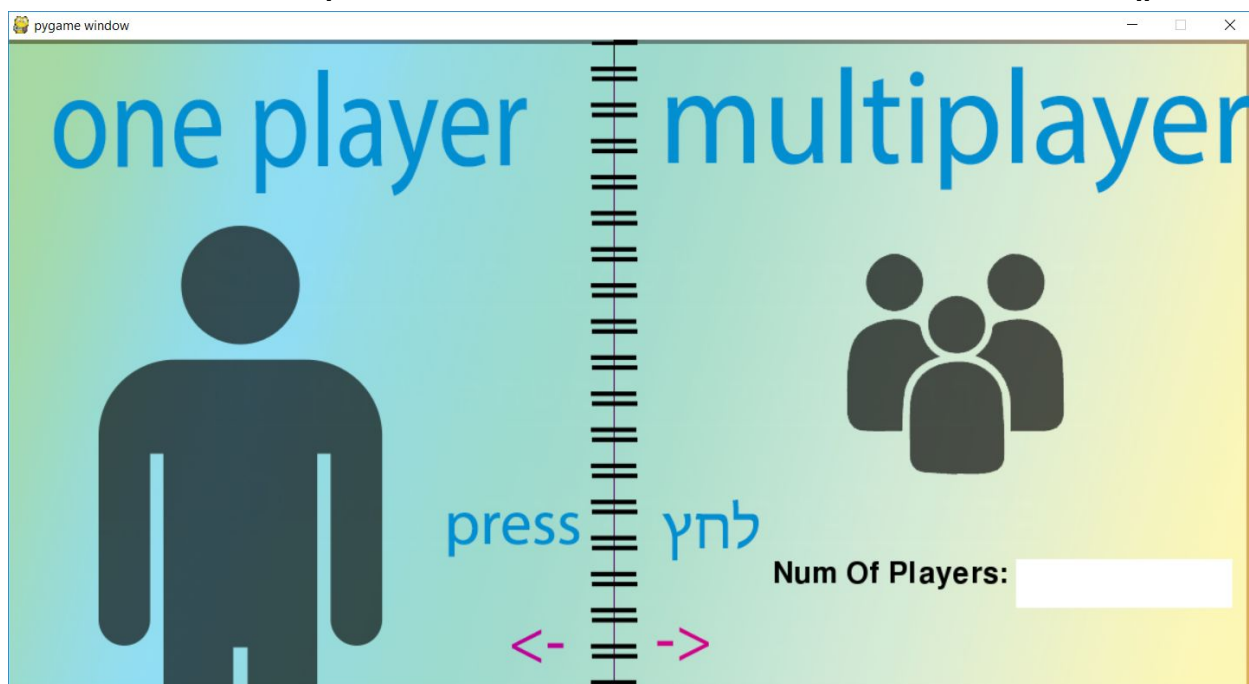 pygame window
one player
multiplayer
press
לחץ
Num Of Players:
<-
->